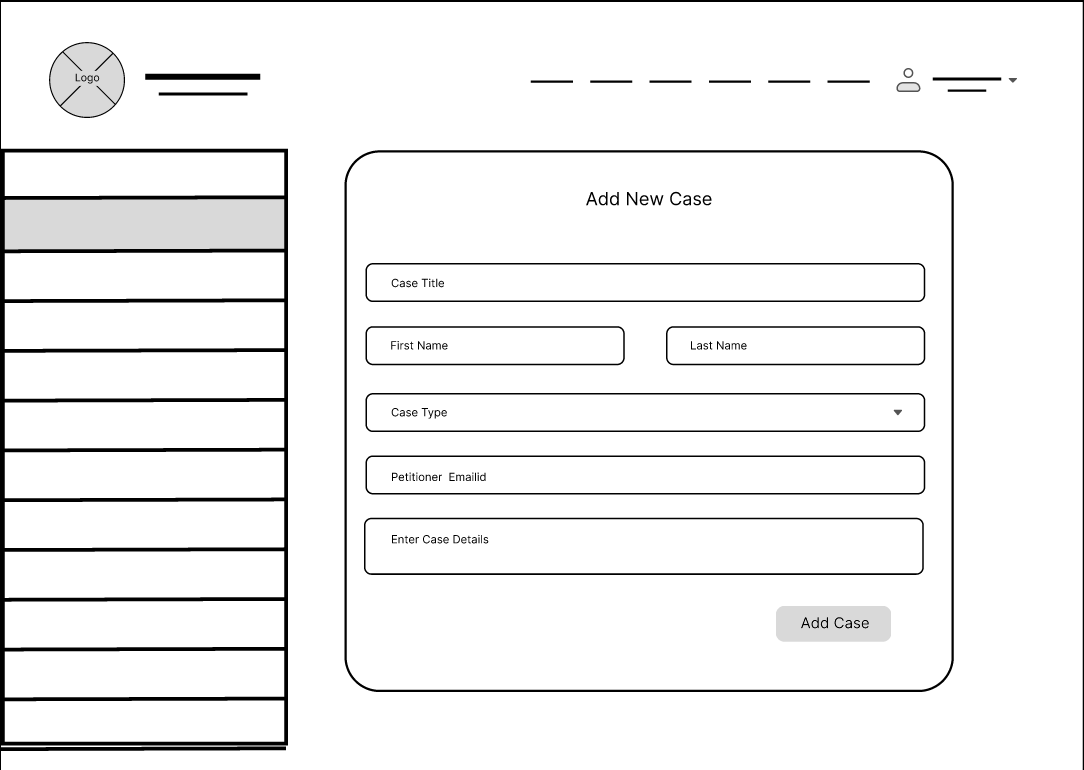 Logo
Add New Case
Case Title
First Name
Last Name
Case Type
Petitioner  Emailid
Enter Case Details
Add Case